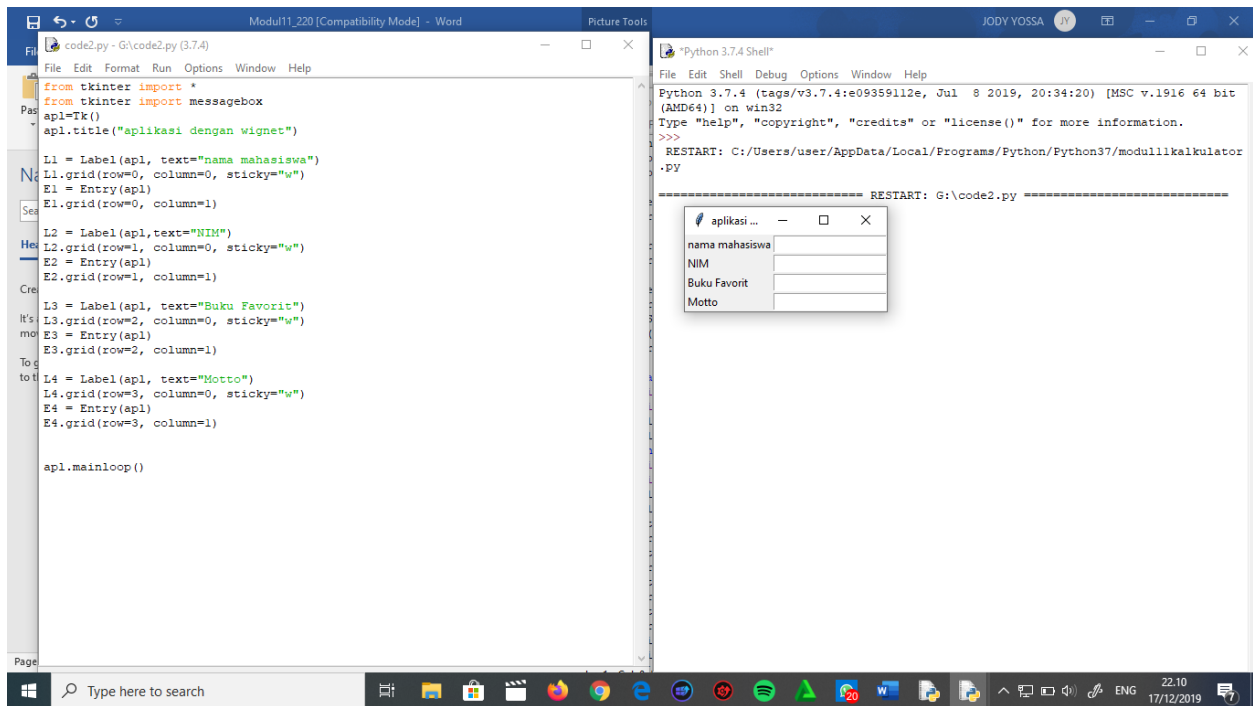 Modul11_220 [Compatibility Mode] - Word
Picture Tools
JODY YOSSA
JY
code2.py - G:\code2.py (3.7.4)
File Edit Format Run Options Window Help
from tkinter import *
from tkinter import messagebox
apl=Tk()
apl.title("aplikasi dengan wignet")
L1 = Label(apl, text="nama mahasiswa")
L1.grid(row=0, column=0, sticky="w")
E1 = Entry(apl)
E1.grid(row=0, column=1)
L2 = Label(apl,text="NIM")
L2.grid(row=1, column=0, sticky="w")
E2 = Entry(apl)
E2.grid(row=1, column=1)
L3 = Label(apl, text="Buku Favorit")
L3.grid(row=2, column=0, sticky="w")
E3 = Entry(apl)
E3.grid(row=2, column=1)
L4 = Label(apl, text="Motto")
L4.grid(row=3, column=0, sticky="w")
E4 = Entry(apl)
E4.grid(row=3, column=1)
apl.mainloop()
*Python 3.7.4 Shell*
File Edit Shell Debug Options Window Help
Python 3.7.4 (tags/v3.7.4:e09359112e, Jul  8 2019, 20:34:20) [MSC v.1916 64 bit
(AMD64)] on win32
Type "help", "copyright", "credits" or "license()" for more information.
>>>
RESTART: C:/Users/user/AppData/Local/Programs/Python/Python37/modul11kalkulator
.py
============================ RESTART: G:\code2.py ============================
aplikasi ...
nama mahasiswa
NIM
Buku Favorit
Motto
Page
Type here to search
20
ENG
22.10
17/12/2019
7